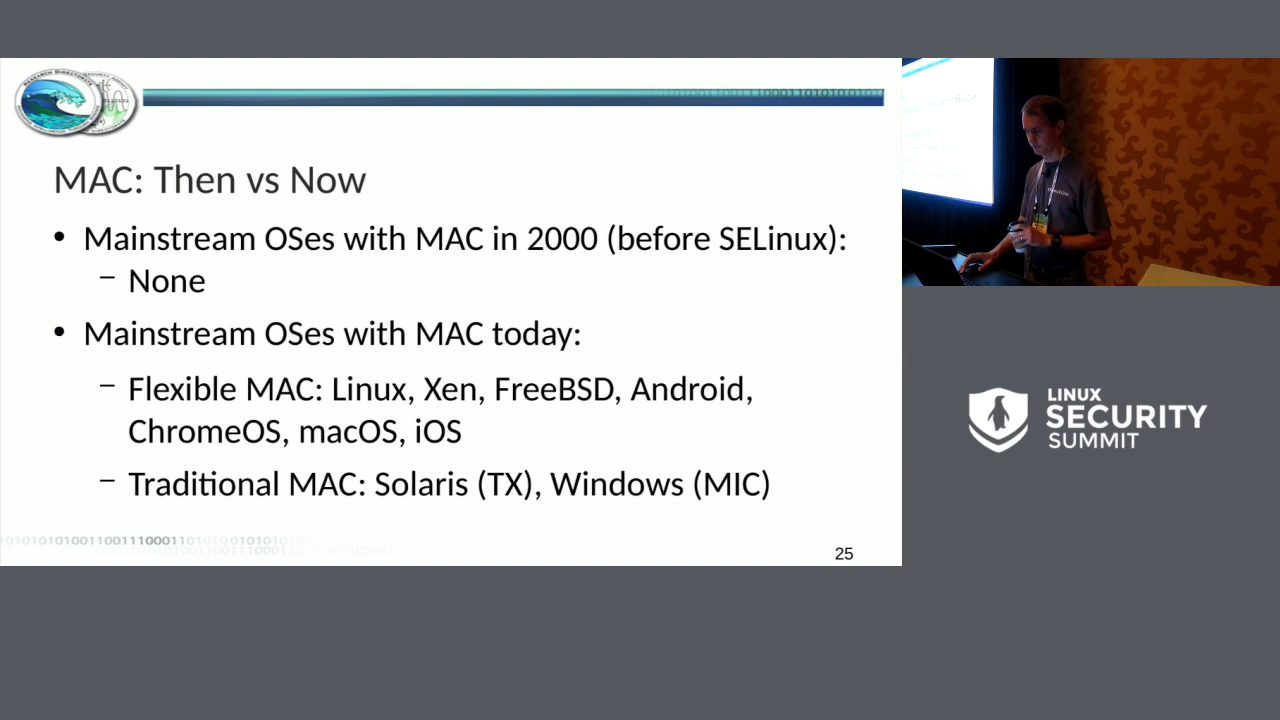 MAC: Then vs Now
• Mainstream OSes with MAC in 2000 (before SELinux):
– None
• Mainstream OSes with MAC today:
– Flexible MAC: Linux, Xen, FreeBSD, Android,
ChromeOS, macOS, iOS
– Traditional MAC: Solaris (TX), Windows (MIC)
25
LINUX
SECURITY
SUMMIT